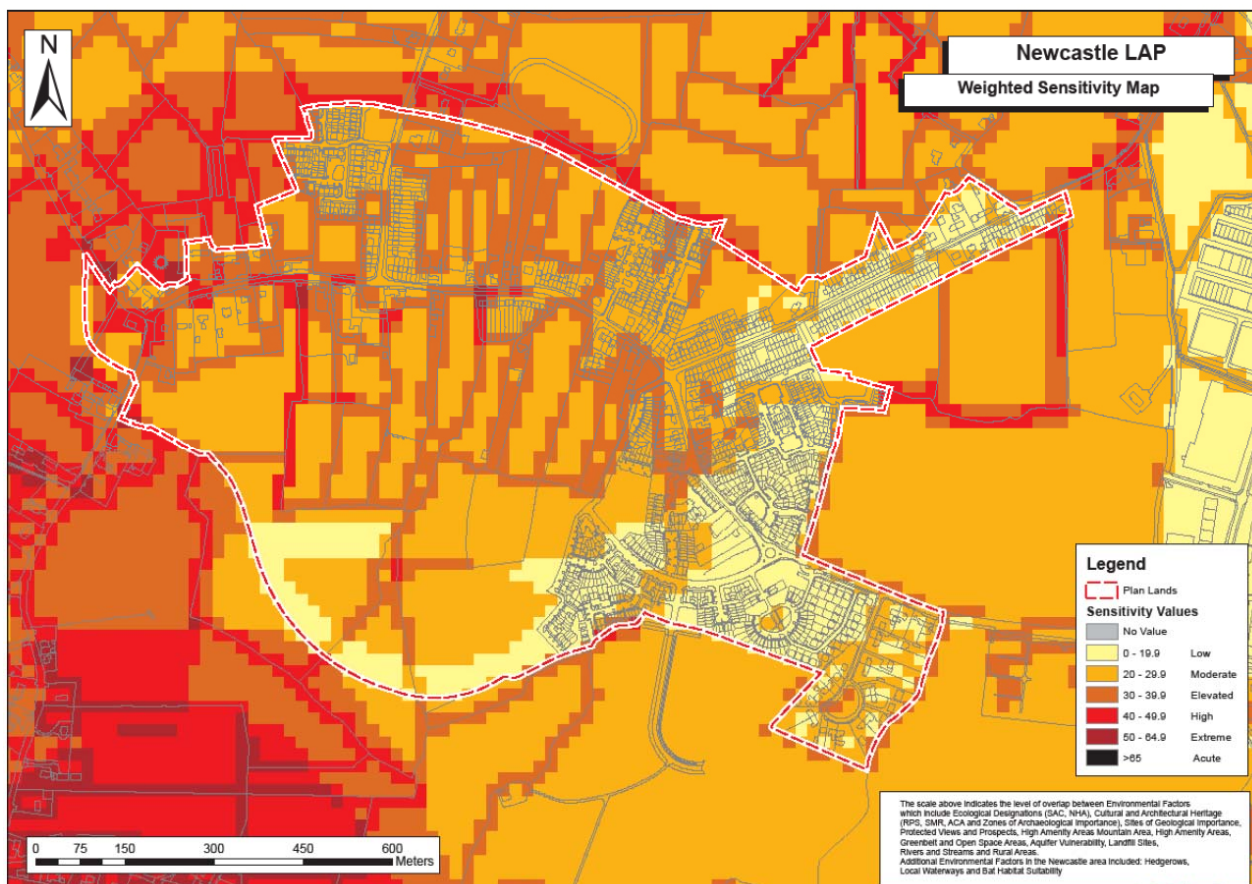 N
Newcastle LAP
Weighted Sensitivity Map
Legend
Plan Lands
Sensitivity Values
No Value
0 - 19.9 Low
20 - 29.9 Moderate
30 - 39.9 Elevated
40 - 49.9 High
50 - 64.9 Extreme
>65 Acute
The scale above indicates the level of overlap between Environmental Factors
which include Ecological Designations (SAC, NHA), Cultural and Architectural Heritage
(RPS, SMR, ACA and Zones of Archaeological Importance), Sites of Geological Importance,
Protected Views and Prospects, High Amenity Areas Mountain Area, High Amenity Areas,
Greenbelt and Open Space Areas, Aquifer Vulnerability, Landfill Sites,
Rivers and Streams and Rural Areas.
Additional Environmental Factors in the Newcastle area included: Hedgerows,
Local Waterways and Bat Habitat Suitability
0 75 150 300 450 600
Meters